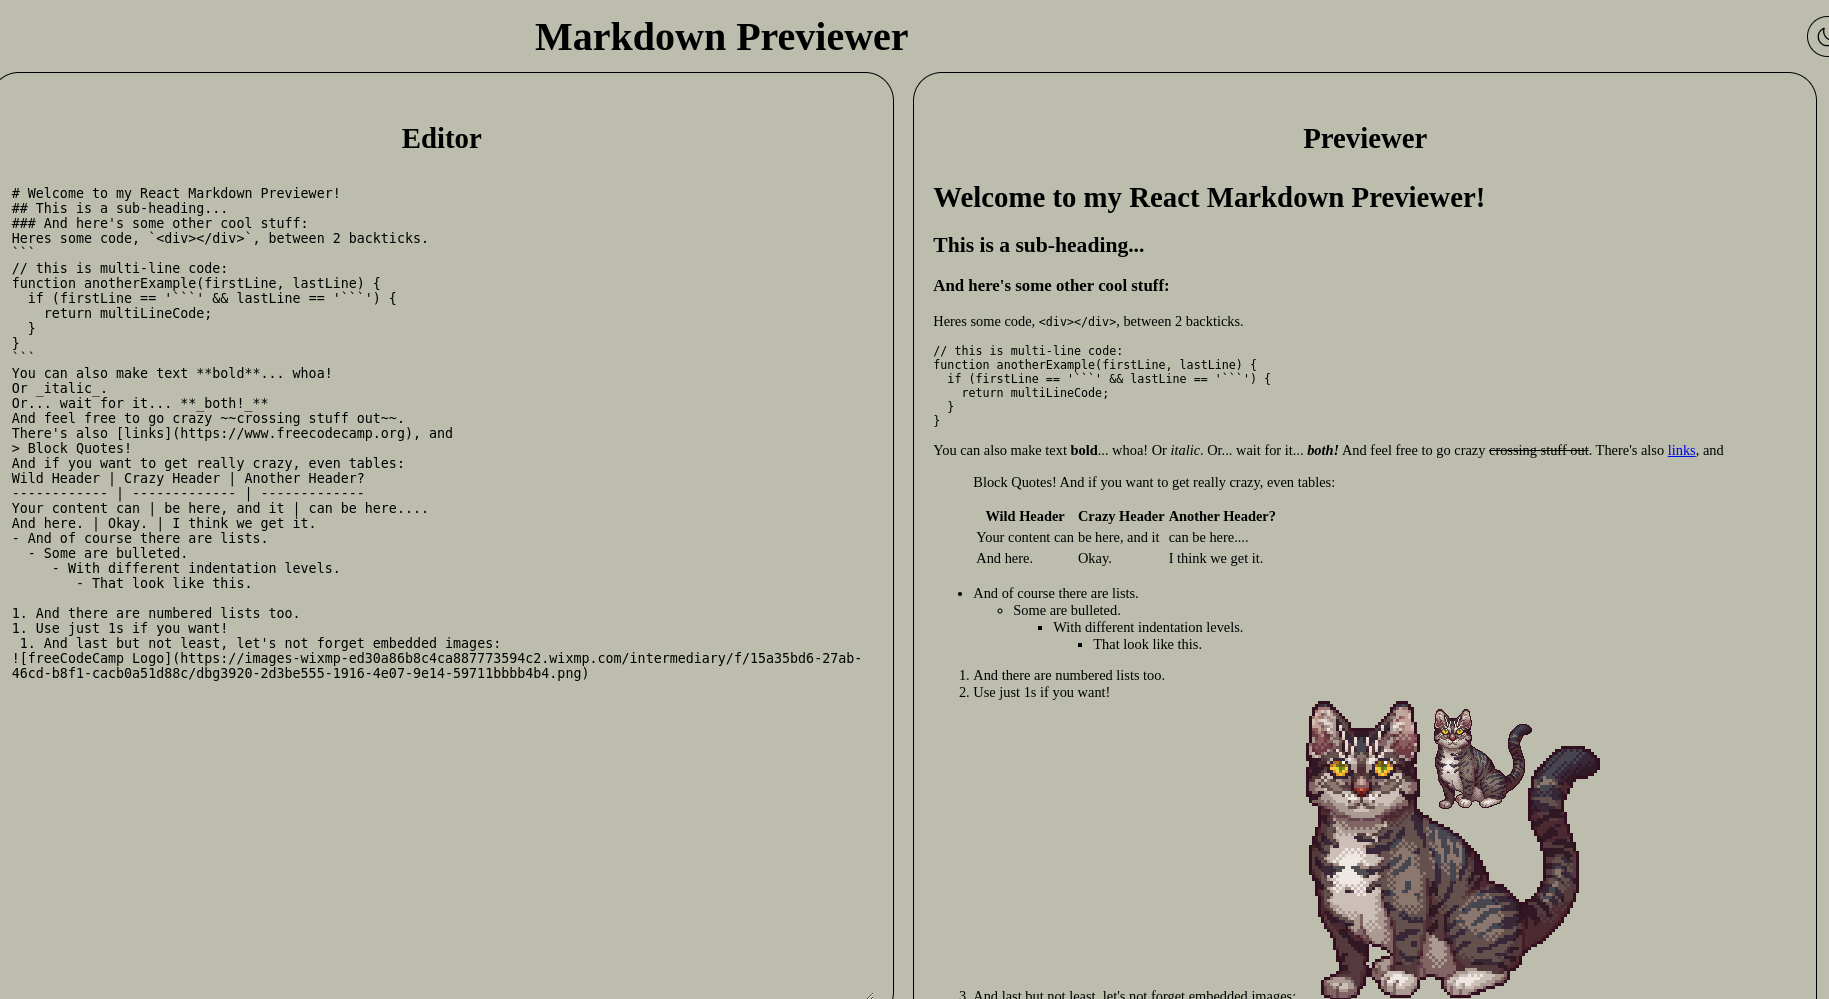 Markdown Previewer
Editor
# Welcome to my React Markdown Previewer!
## This is a sub-heading...
### And here's some other cool stuff:
Heres some code, `<div></div>`, between 2 backticks.
```
// this is multi-line code:
function anotherExample(firstLine, lastLine) {
  if (firstLine == '```' && lastLine == '```') {
    return multiLineCode;
  }
}
```
You can also make text **bold**... whoa!
Or _italic_.
Or... wait for it... **_both!_**
And feel free to go crazy ~~crossing stuff out~~.
There's also [links](https://www.freecodecamp.org), and
> Block Quotes!
And if you want to get really crazy, even tables:
Wild Header | Crazy Header | Another Header?
------------ | ------------- | -------------
Your content can | be here, and it | can be here....
And here. | Okay. | I think we get it.
- And of course there are lists.
  - Some are bulleted.
     - With different indentation levels.
        - That look like this.

1. And there are numbered lists too.
1. Use just 1s if you want!
 1. And last but not least, let's not forget embedded images:
![freeCodeCamp Logo](https://images-wixmp-ed30a86b8c4ca887773594c2.wixmp.com/intermediary/f/15a35bd6-27ab-
46cd-b8f1-cacb0a51d88c/dbg3920-2d3be555-1916-4e07-9e14-59711bbbb4b4.png)
Previewer
Welcome to my React Markdown Previewer!
This is a sub-heading...
And here's some other cool stuff:
Heres some code, <div></div>, between 2 backticks.
// this is multi-line code:
function anotherExample(firstLine, lastLine) {
  if (firstLine == '```' && lastLine == '```') {
    return multiLineCode;
  }
}
You can also make text bold... whoa! Or italic. Or... wait for it... both! And feel free to go crazy crossing stuff out. There's also links, and
Block Quotes! And if you want to get really crazy, even tables:
Wild Header Crazy Header Another Header?
Your content can be here, and it can be here....
And here. Okay. I think we get it.
• And of course there are lists.
◦ Some are bulleted.
▪ With different indentation levels.
▪ That look like this.
1. And there are numbered lists too.
2. Use just 1s if you want!
3. And last but not least, let's not forget embedded images: